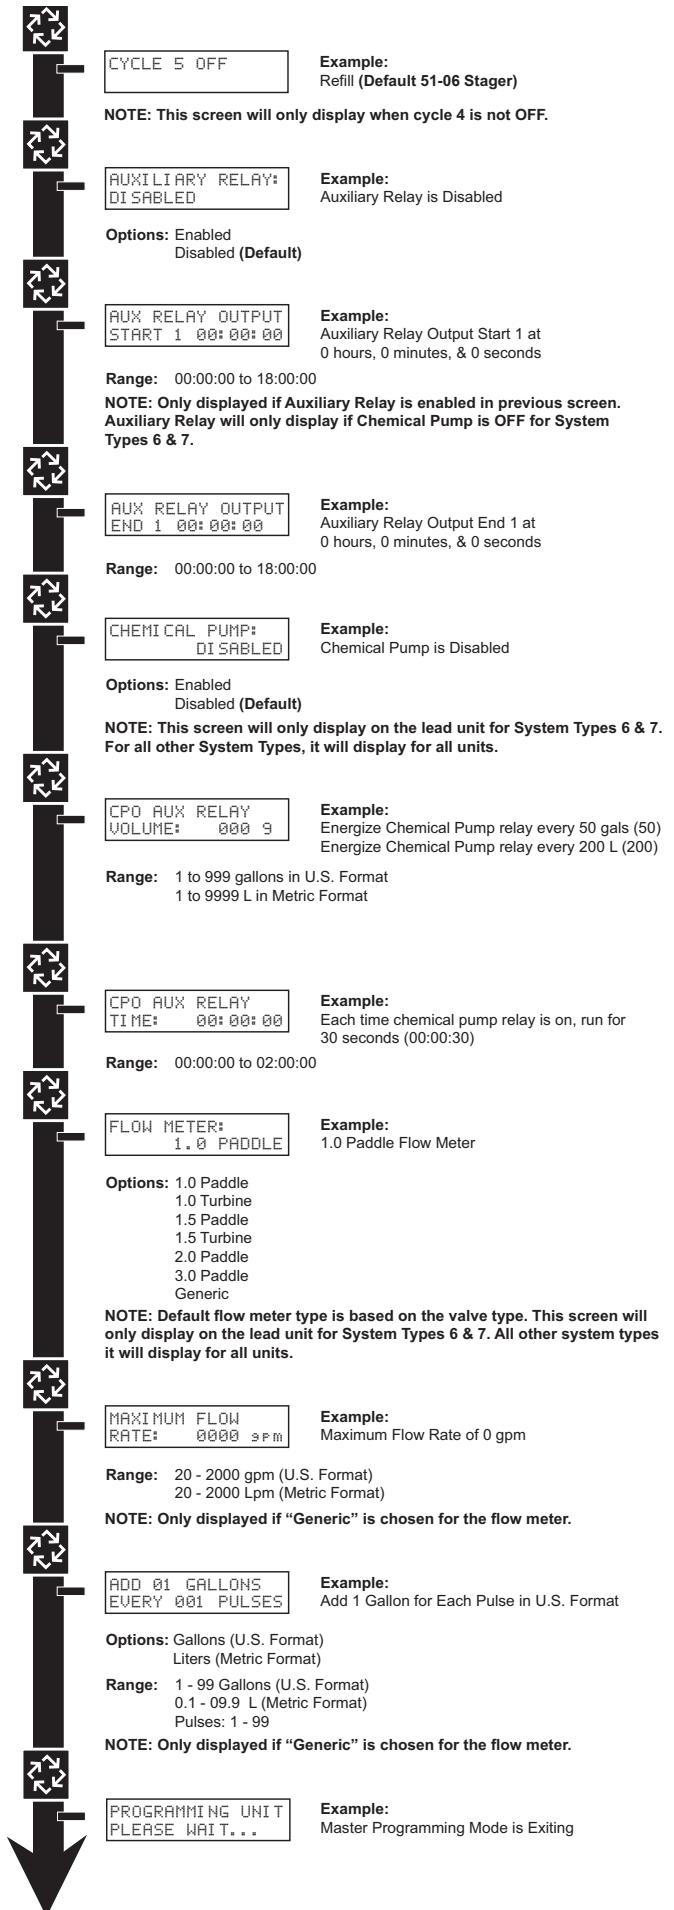 CYCLE 5 OFF
Example:
Refill (Default 51-06 Stager)
NOTE: This screen will only display when cycle 4 is not OFF.
AUXILIARY RELAY:
DISABLED
Example:
Auxiliary Relay is Disabled
Options: Enabled
Disabled (Default)
AUX RELAY OUTPUT
START 1 00:00:00
Example:
Auxiliary Relay Output Start 1 at
0 hours, 0 minutes, & 0 seconds
Range: 00:00:00 to 18:00:00
NOTE: Only displayed if Auxiliary Relay is enabled in previous screen.
Auxiliary Relay will only display if Chemical Pump is OFF for System
Types 6 & 7.
AUX RELAY OUTPUT
END 1 00:00:00
Example:
Auxiliary Relay Output End 1 at
0 hours, 0 minutes, & 0 seconds
Range: 00:00:00 to 18:00:00
CHEMICAL PUMP:
DISABLED
Example:
Chemical Pump is Disabled
Options: Enabled
Disabled (Default)
NOTE: This screen will only display on the lead unit for System Types 6 & 7.
For all other System Types, it will display for all units.
CPO AUX RELAY
VOLUME: 000 9
Example:
Energize Chemical Pump relay every 50 gals (50)
Energize Chemical Pump relay every 200 L (200)
Range: 1 to 999 gallons in U.S. Format
1 to 9999 L in Metric Format
CPO AUX RELAY
TIME: 00:00:00
Example:
Each time chemical pump relay is on, run for
30 seconds (00:00:30)
Range: 00:00:00 to 02:00:00
FLOW METER:
1.0 PADDLE
Example:
1.0 Paddle Flow Meter
Options: 1.0 Paddle
1.0 Turbine
1.5 Paddle
1.5 Turbine
2.0 Paddle
3.0 Paddle
Generic
NOTE: Default flow meter type is based on the valve type. This screen will
only display on the lead unit for System Types 6 & 7. All other system types
it will display for all units.
MAXIMUM FLOW
RATE: 0000 gpm
Example:
Maximum Flow Rate of 0 gpm
Range: 20 - 2000 gpm (U.S. Format)
20 - 2000 Lpm (Metric Format)
NOTE: Only displayed if “Generic” is chosen for the flow meter.
ADD 01 GALLONS
EVERY 001 PULSES
Example:
Add 1 Gallon for Each Pulse in U.S. Format
Options: Gallons (U.S. Format)
Liters (Metric Format)
Range: 1 - 99 Gallons (U.S. Format)
0.1 - 09.9 L (Metric Format)
Pulses: 1 - 99
NOTE: Only displayed if “Generic” is chosen for the flow meter.
PROGRAMMING UNIT
PLEASE WAIT...
Example:
Master Programming Mode is Exiting